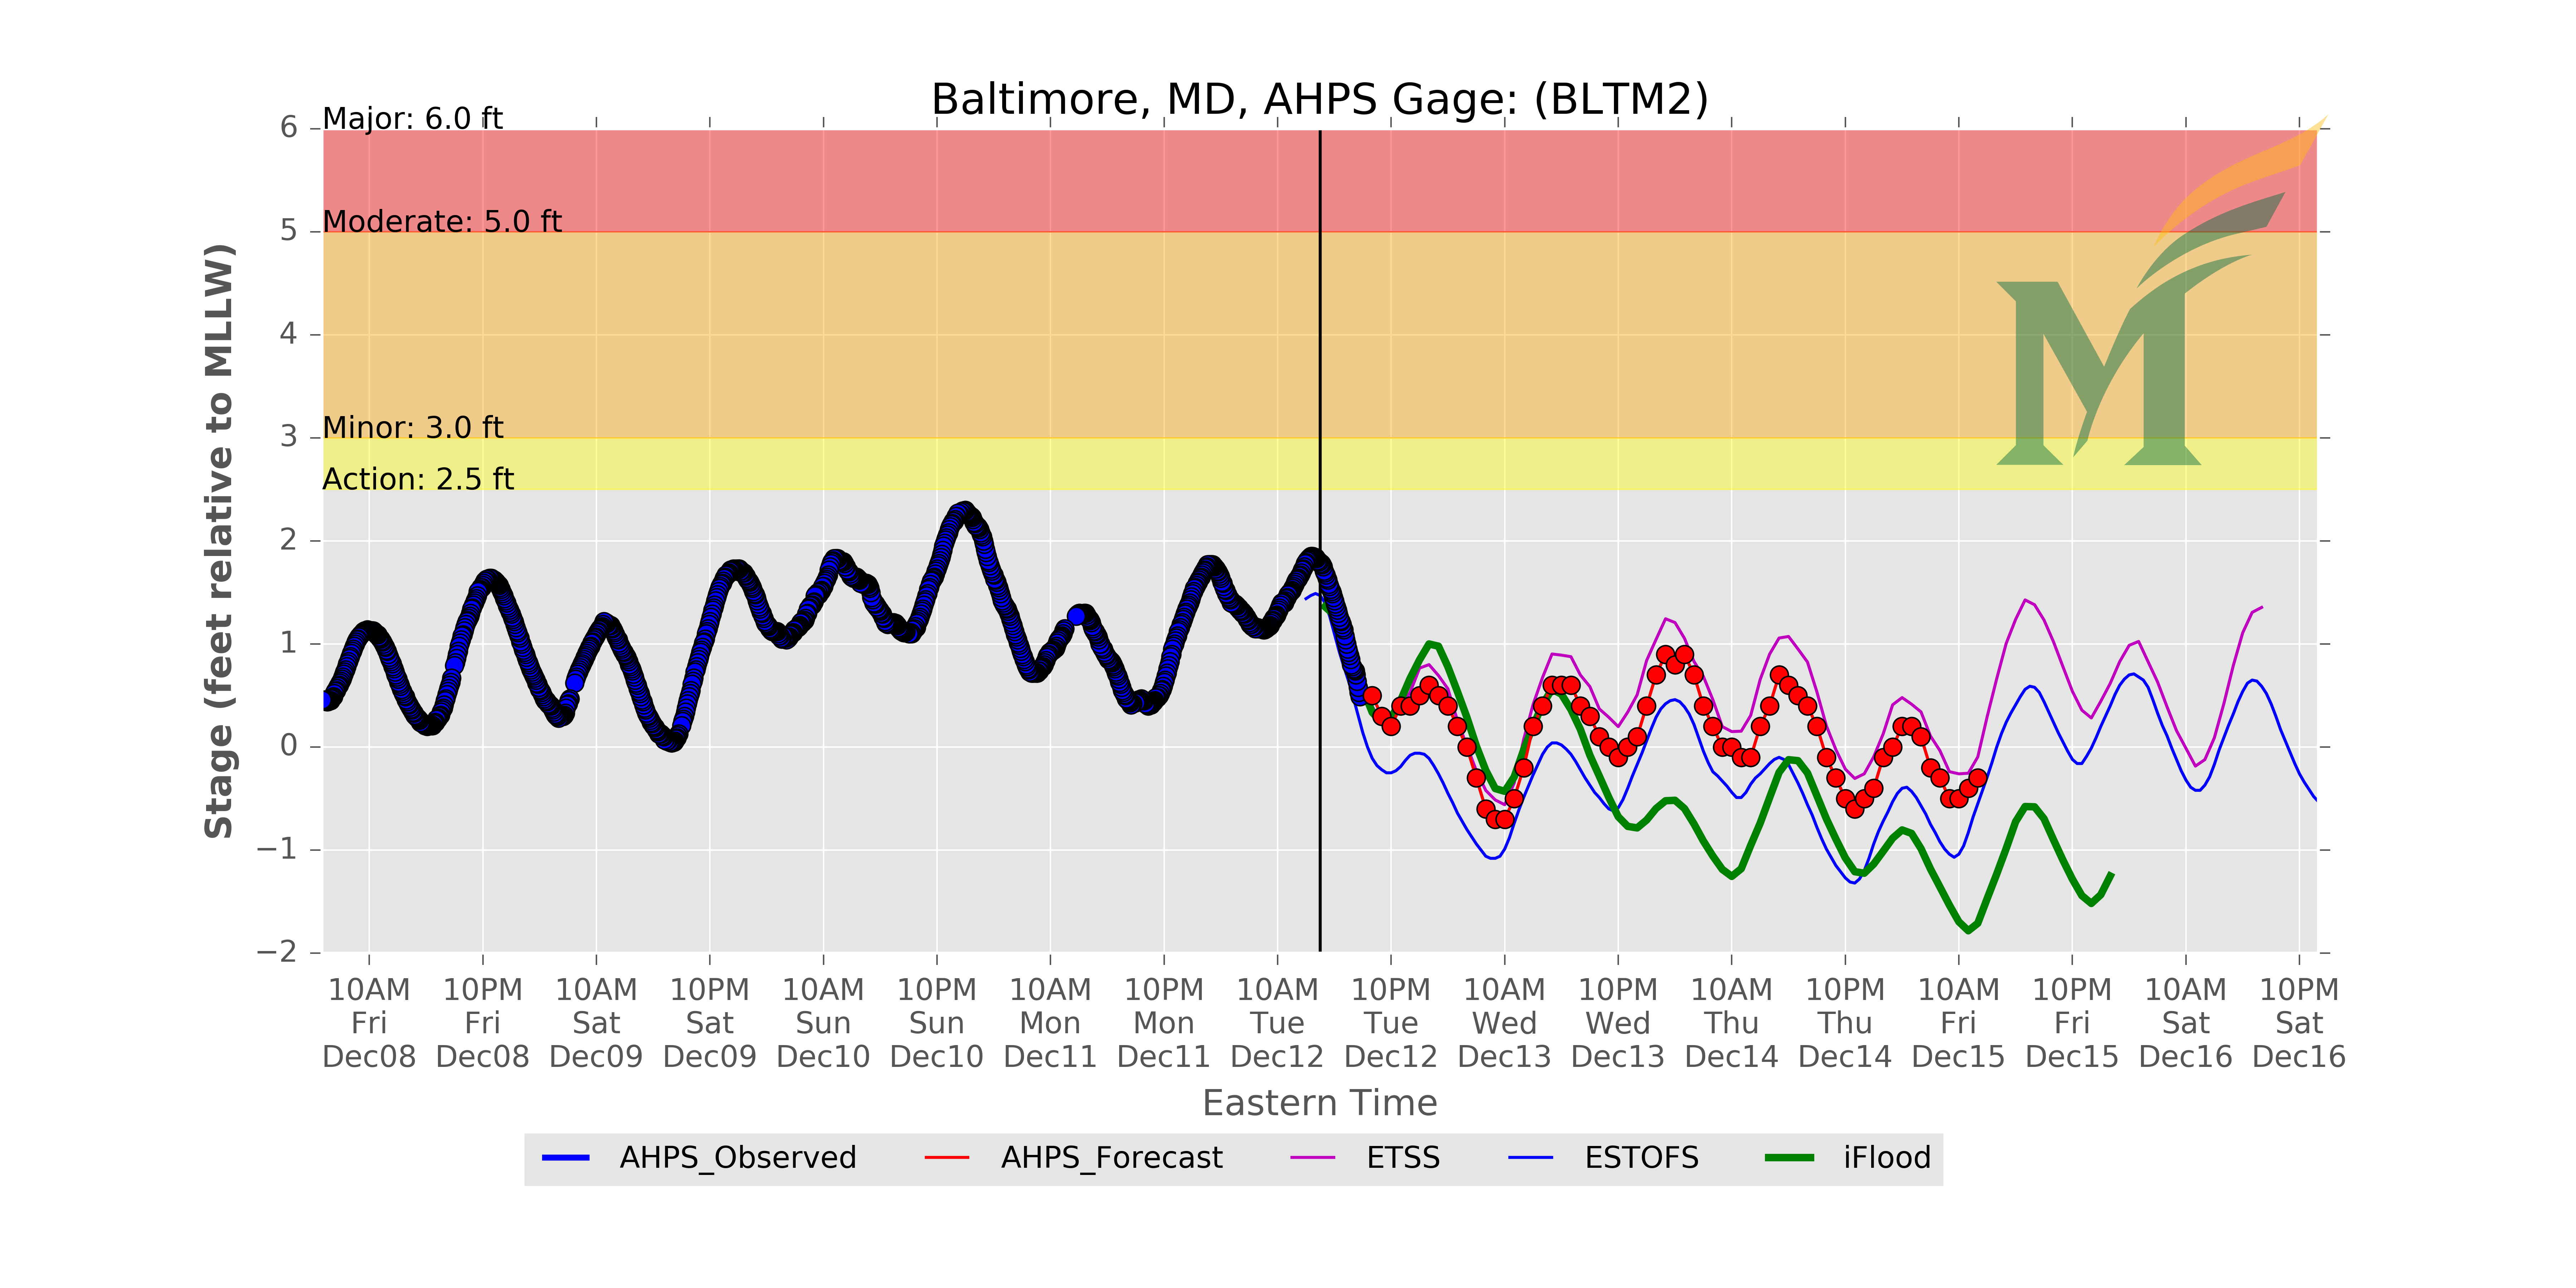 Baltimore, MD, AHPS Gage: (BLTM2)
Major: 6.0 ft
Moderate: 5.0 ft
Minor: 3.0 ft
Action: 2.5 ft
Stage (feet relative to MLLW)
6
5
4
3
2
1
0
−1
−2
10AM 10PM 10AM 10PM 10AM 10PM 10AM 10PM 10AM 10PM 10AM 10PM 10AM 10PM 10AM 10PM 10AM 10PM
Fri Fri Sat Sat Sun Sun Mon Mon Tue Tue Wed Wed Thu Thu Fri Fri Sat Sat
Dec08 Dec08 Dec09 Dec09 Dec10 Dec10 Dec11 Dec11 Dec12 Dec12 Dec13 Dec13 Dec14 Dec14 Dec15 Dec15 Dec16 Dec16
Eastern Time
AHPS_Observed AHPS_Forecast ETSS ESTOFS iFlood